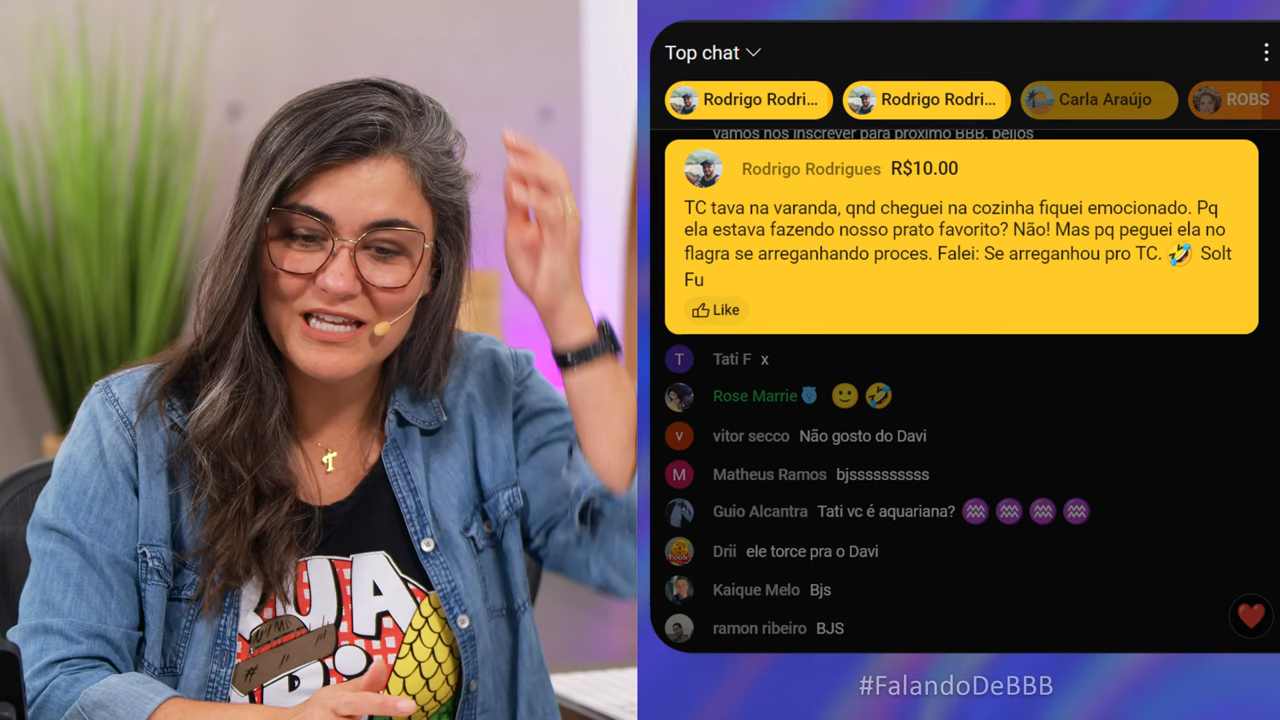 Top chat
Rodrigo Rodri...
Rodrigo Rodri...
Carla Araújo
ROBS
vamos nos inscrever para próximo BBB, beijos
Rodrigo Rodrigues R$10.00
TC tava na varanda, qnd cheguei na cozinha fiquei emocionado. Pq
ela estava fazendo nosso prato favorito? Não! Mas pq peguei ela no
flagra se arreganhando proces. Falei: Se arreganhou pro TC. 🤣 Solt
Fu
Like
T Tati F x
Rose Marrie 🙂 🤣
v vitor secco Não gosto do Davi
M Matheus Ramos bjssssssssss
Guio Alcantra Tati vc é aquariana? ♒ ♒ ♒ ♒
Drii ele torce pra o Davi
Kaique Melo Bjs
ramon ribeiro BJS
#FalandoDeBBB
T